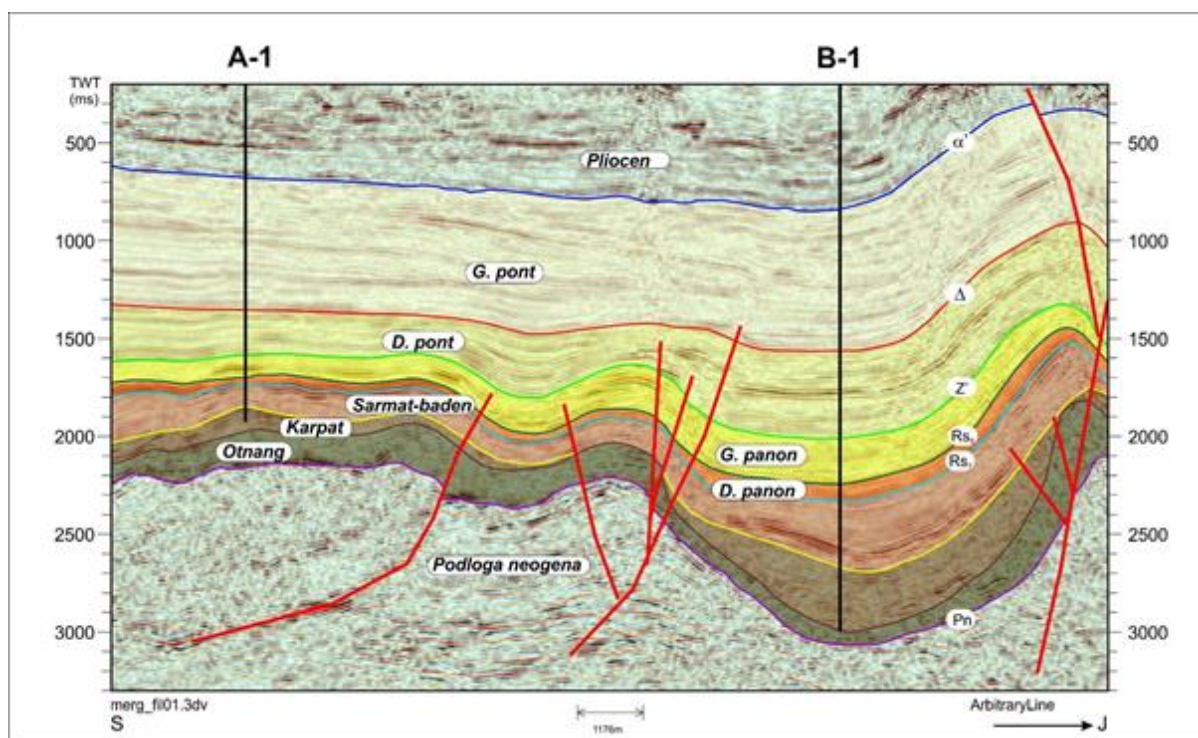 A-1
B-1
TWT
(ms)
500
500
α'
Pliocen
1000
1000
G. pont
Δ
1500
1500
D. pont
Z'
Sarmat-baden
Karpat
2000
2000
Rs,
Otnang
G. panon
Rs,
D. panon
2500
2500
Podloga neogena
Pn
3000
3000
merg_fil01.3dv
ArbitraryLine
S
1176m
J